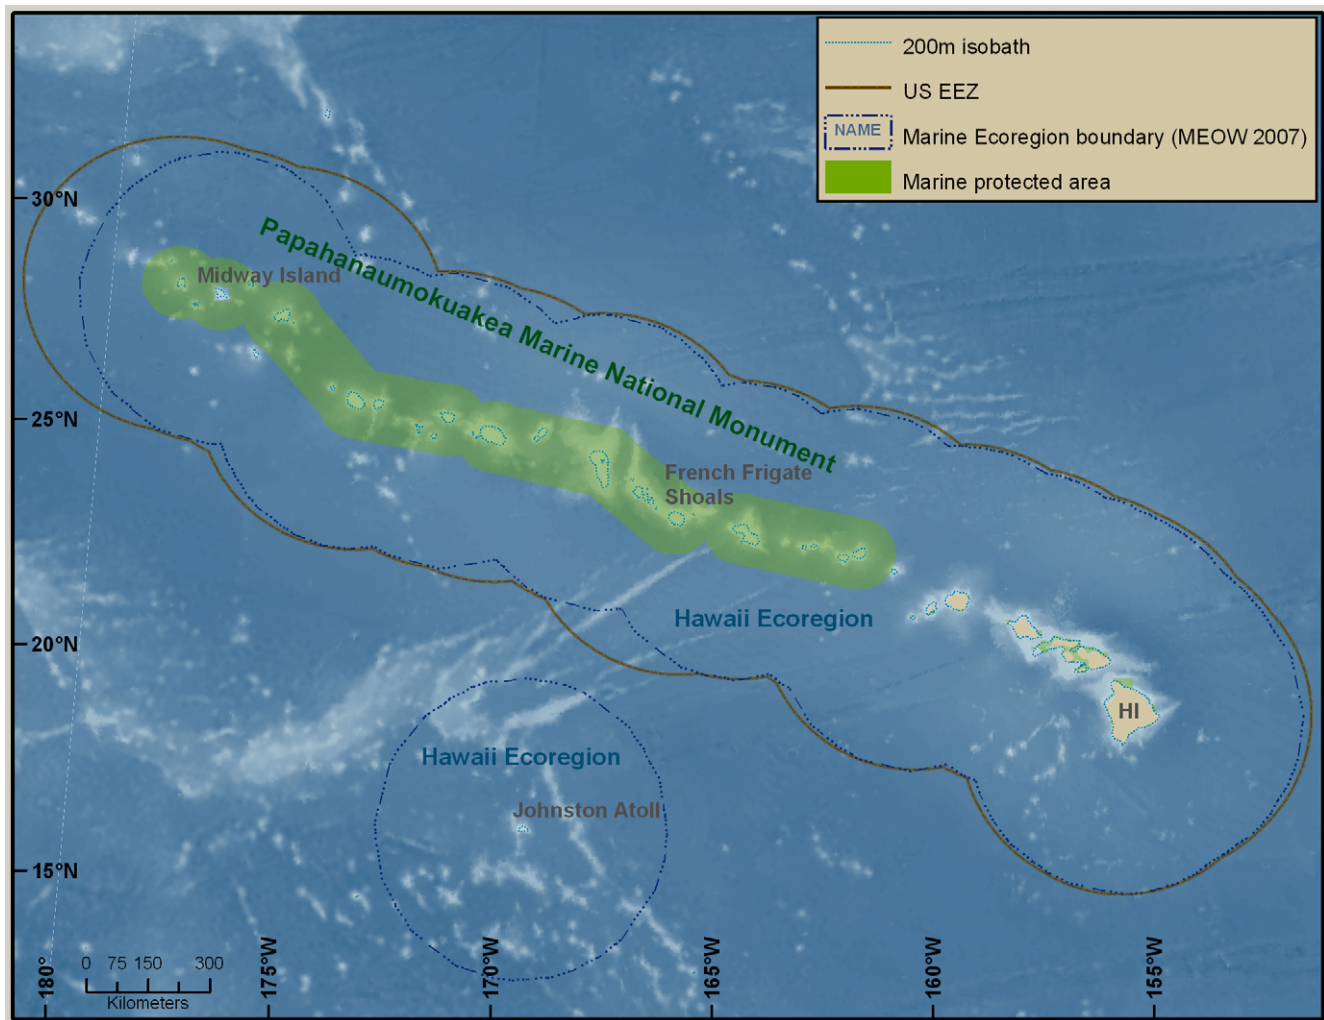 200m isobath
US EEZ
NAME
Marine Ecoregion boundary (MEOW 2007)
Marine protected area
30°N
Papahanaumokuakea Marine National Monument
Midway Island
25°N
French Frigate
Shoals
Hawaii Ecoregion
20°N
HI
Hawaii Ecoregion
Johnston Atoll
15°N
0 75 150 300
Kilometers
180°
175°W
170°W
165°W
160°W
155°W